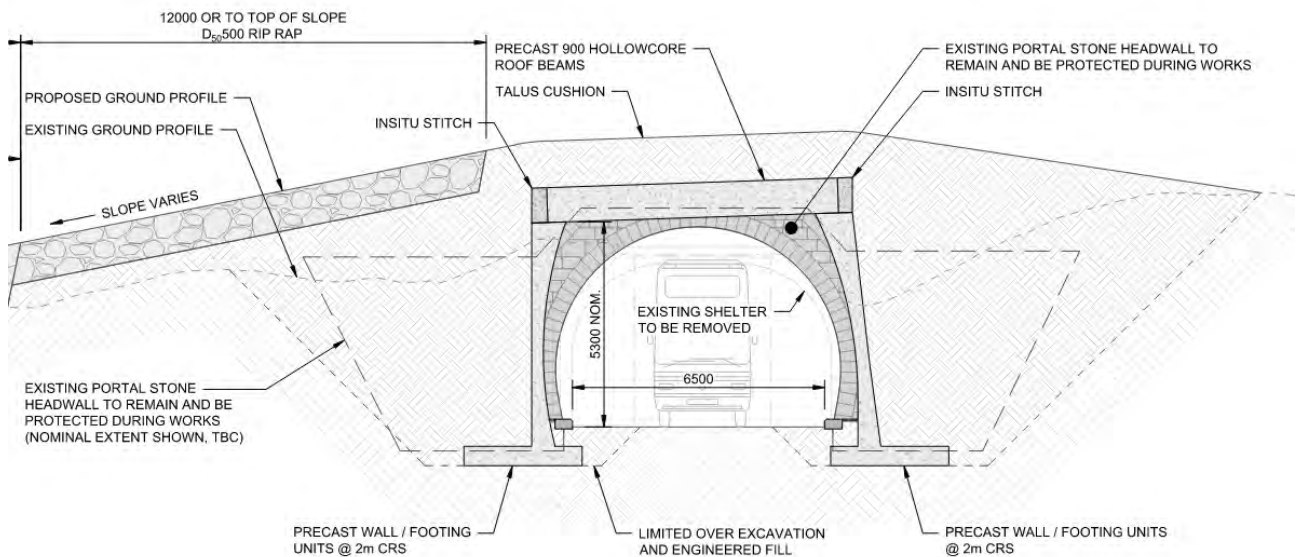 12000 OR TO TOP OF SLOPE
D50500 RIP RAP
PROPOSED GROUND PROFILE
EXISTING GROUND PROFILE
SLOPE VARIES
INSITU STITCH
PRECAST 900 HOLLOWCORE
ROOF BEAMS
TALUS CUSHION
EXISTING PORTAL STONE HEADWALL TO
REMAIN AND BE PROTECTED DURING WORKS
INSITU STITCH
5300 NOM.
EXISTING SHELTER
TO BE REMOVED
6500
EXISTING PORTAL STONE
HEADWALL TO REMAIN AND BE
PROTECTED DURING WORKS
(NOMINAL EXTENT SHOWN, TBC)
PRECAST WALL / FOOTING
UNITS @ 2m CRS
LIMITED OVER EXCAVATION
AND ENGINEERED FILL
PRECAST WALL / FOOTING UNITS
@ 2m CRS